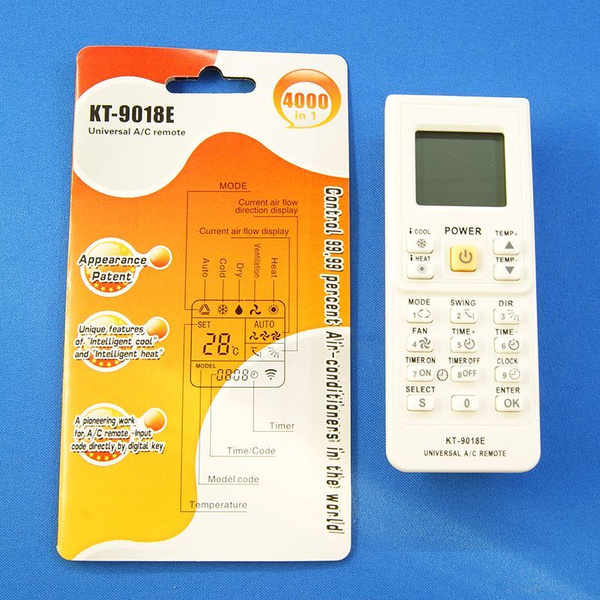 KT-9018E
Universal A/C remote
4000
in 1
MODE
Current air flow
direction display
Current air flow display
Auto
Cold
Dry
Ventilation
Heat
SET
AUTO
28°C
MODEL
0808
Timer
Time/Code
Model code
Temperature
Appearance
Patent
Unique features
of "Intelligent cool"
and "Intelligent heat"
A pioneering work
for A/C remote -Input
code directly by digital key
Control 99,99 percent Air-conditioners in the world
i COOL
POWER
TEMP+
i HEAT
TEMP-
MODE
SWING
DIR
1
2
3
FAN
TIME+
TIME-
4
5
6
TIMER ON
TIMER OFF
CLOCK
7 ON
8 OFF
9
SELECT
ENTER
S
0
OK
KT-9018E
UNIVERSAL A/C REMOTE